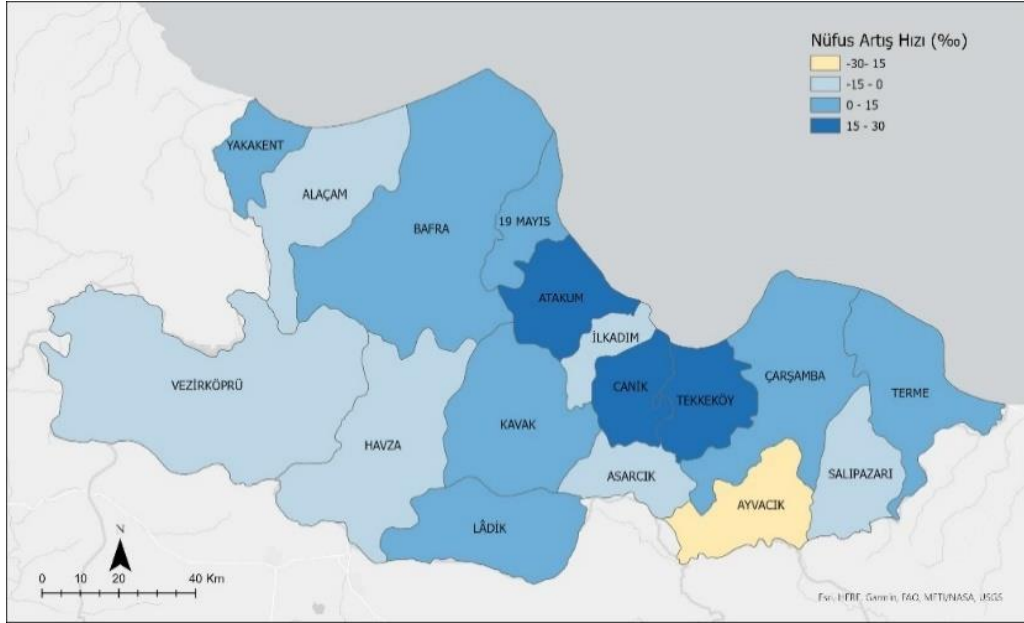 Nüfus Artış Hızı (‰)
-30- 15
-15 - 0
0 - 15
15 - 30
YAKAKENT
ALAÇAM
BAFRA
19 MAYIS
ATAKUM
İLKADIM
CANİK
TEKKEKÖY
ÇARŞAMBA
TERME
VEZİRKÖPRÜ
HAVZA
KAVAK
ASARCIK
SALIPAZARI
AYVACIK
LÂDİK
N
0 10 20 40 Km
Esri, HERE, Garmin, FAO, METI/NASA, USGS